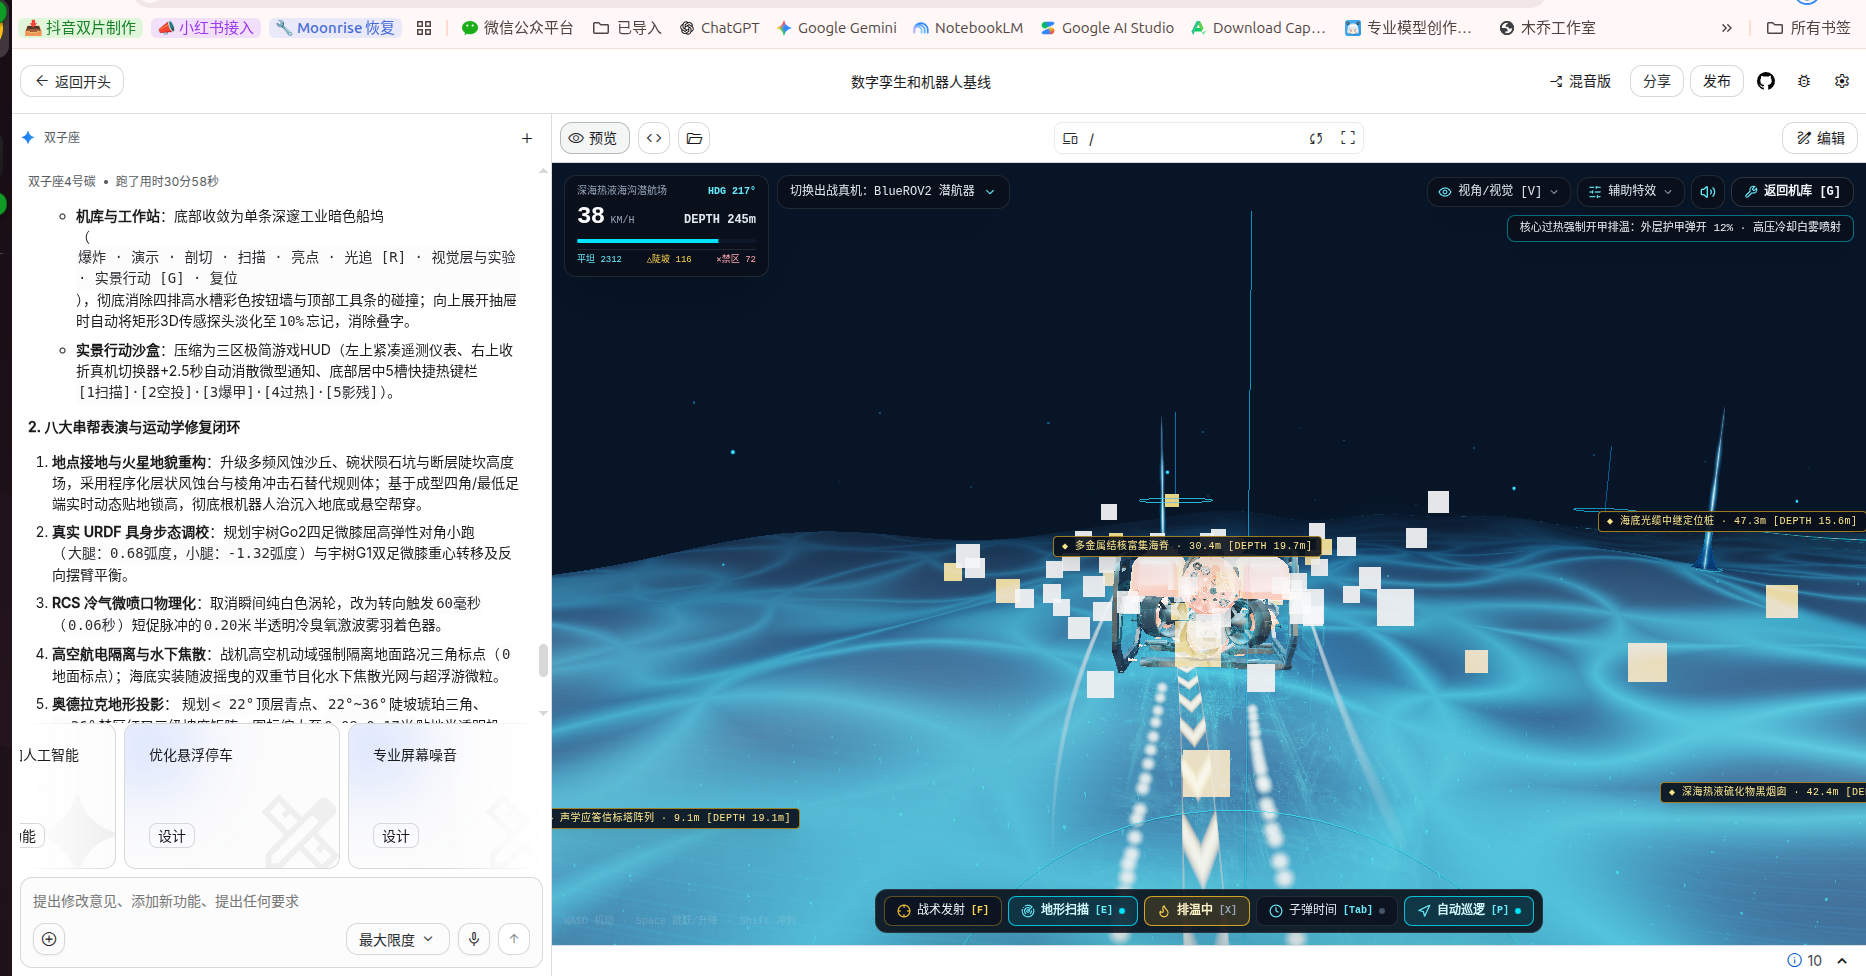 抖音双片制作 小红书接入 Moonrise 恢复 微信公众平台 已导入 ChatGPT Google Gemini NotebookLM Google AI Studio Download Cap... 专业模型创作... 木乔工作室 » 所有书签
返回开头 数字孪生和机器人基线 混音版 分享 发布
双子座 +
预览 / 编辑
双子座4号碳 • 跑了用时30分58秒
机库与工作站：底部收敛为单条深邃工业暗色船坞
（
爆炸 · 演示 · 剖切 · 扫描 · 亮点 · 光追 [R] · 视觉层与实验
· 实景行动 [G] · 复位
），彻底消除四排高水槽彩色按钮墙与顶部工具条的碰撞；向上展开抽屉
时自动将矩形3D传感探头淡化至10%忘记，消除叠字。
实景行动沙盒：压缩为三区极简游戏HUD（左上紧凑遥测仪表、右上收
折真机切换器+2.5秒自动消散微型通知、底部居中5槽快捷热键栏
[1扫描]·[2空投]·[3爆甲]·[4过热]·[5影残]）。
2. 八大串帮表演与运动学修复闭环
1. 地点接地与火星地貌重构：升级多频风蚀沙丘、碗状陨石坑与断层陡坎高度
场，采用程序化层状风蚀台与棱角冲击石替代规则体；基于成型四角/最低足
端实时动态贴地锁高，彻底根机器人治沉入地底或悬空帮穿。
2. 真实 URDF 具身步态调校：规划宇树Go2四足微膝屈高弹性对角小跑
（大腿：0.68弧度，小腿：-1.32弧度）与宇树G1双足微膝重心转移及反
向摆臂平衡。
3. RCS 冷气微喷口物理化：取消瞬间纯白色涡轮，改为转向触发60毫秒
（0.06秒）短促脉冲的0.20米半透明冷臭氧激波雾羽着色器。
4. 高空航电隔离与水下焦散：战机高空机动域强制隔离地面路况三角标点（0
地面标点）；海底实装随波摇曳的双重节目化水下焦散光网与超浮游微粒。
5. 奥德拉克地形投影： 规划< 22°顶层青点、22°~36°陡坡琥珀三角、
人工智能 优化悬浮停车 专业屏幕噪音
能 设计 设计
提出修改意见、添加新功能、提出任何要求
最大限度
深海热液海沟潜航场 HDG 217°
38 KM/H DEPTH 245m
平坦 2312 △陡坡 116 ×禁区 72
切换出战真机：BlueROV2 潜航器
视角/视觉 [V] 辅助特效 返回机库 [G]
核心过热强制开甲排温：外层护甲弹开 12% · 高压冷却白雾喷射
◆ 海底光缆中继定位桩 · 47.3m [DEPTH 15.6m]
◆ 多金属结核富集海脊 · 30.4m [DEPTH 19.7m]
◆ 深海热液硫化物黑烟囱 · 42.4m [DE
声学应答信标塔阵列 · 9.1m [DEPTH 19.1m]
战术发射 [F] 地形扫描 [E] 排温中 [X] 子弹时间 [Tab] 自动巡逻 [P]
10